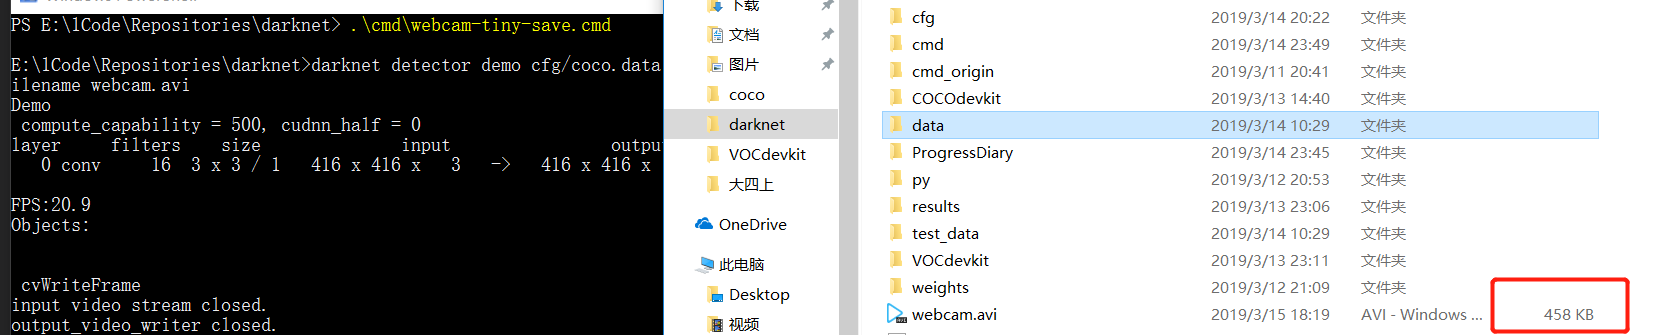 PS E:\lCode\Repositories\darknet> .\cmd\webcam-tiny-save.cmd
E:\lCode\Repositories\darknet>darknet detector demo cfg/coco.data
ilename webcam.avi
Demo
compute_capability = 500, cudnn_half = 0
layer filters size input outpu
0 conv 16 3 x 3 / 1 416 x 416 x 3 -> 416 x 416 x
FPS:20.9
Objects:
cvWriteFrame
input video stream closed.
output_video_writer closed.
下载
文档
图片
coco
darknet
VOCdevkit
大四上
OneDrive
此电脑
Desktop
视频
cfg 2019/3/14 20:22 文件夹
cmd 2019/3/14 23:49 文件夹
cmd_origin 2019/3/11 20:41 文件夹
COCOdevkit 2019/3/13 14:40 文件夹
data 2019/3/14 10:29 文件夹
ProgressDiary 2019/3/14 23:45 文件夹
py 2019/3/12 20:53 文件夹
results 2019/3/13 23:06 文件夹
test_data 2019/3/14 10:29 文件夹
VOCdevkit 2019/3/13 23:11 文件夹
weights 2019/3/12 21:09 文件夹
webcam.avi 2019/3/15 18:19 AVI - Windows ... 458 KB